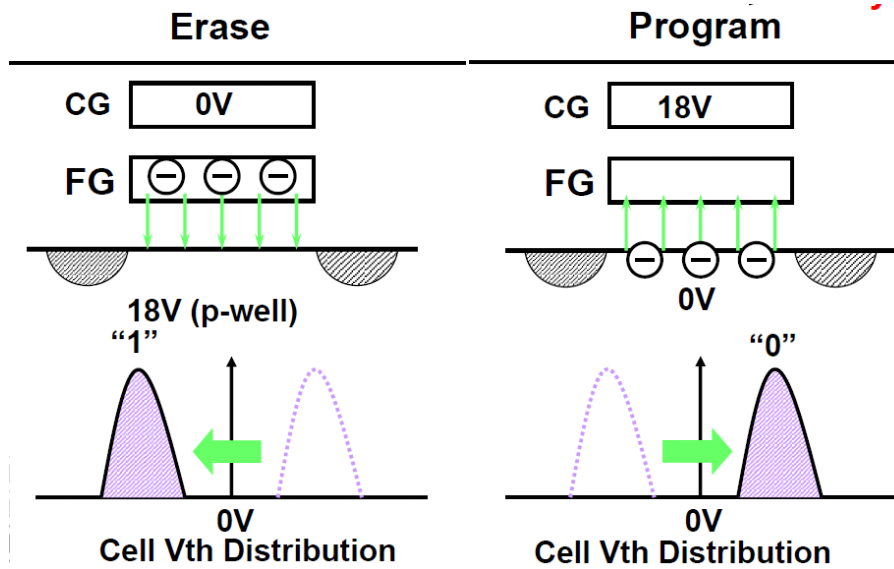 Erase
CG
0V
FG
− − −
18V (p-well)
“1”
0V
Cell Vth Distribution
Program
CG
18V
FG
− − −
0V
“0”
0V
Cell Vth Distribution